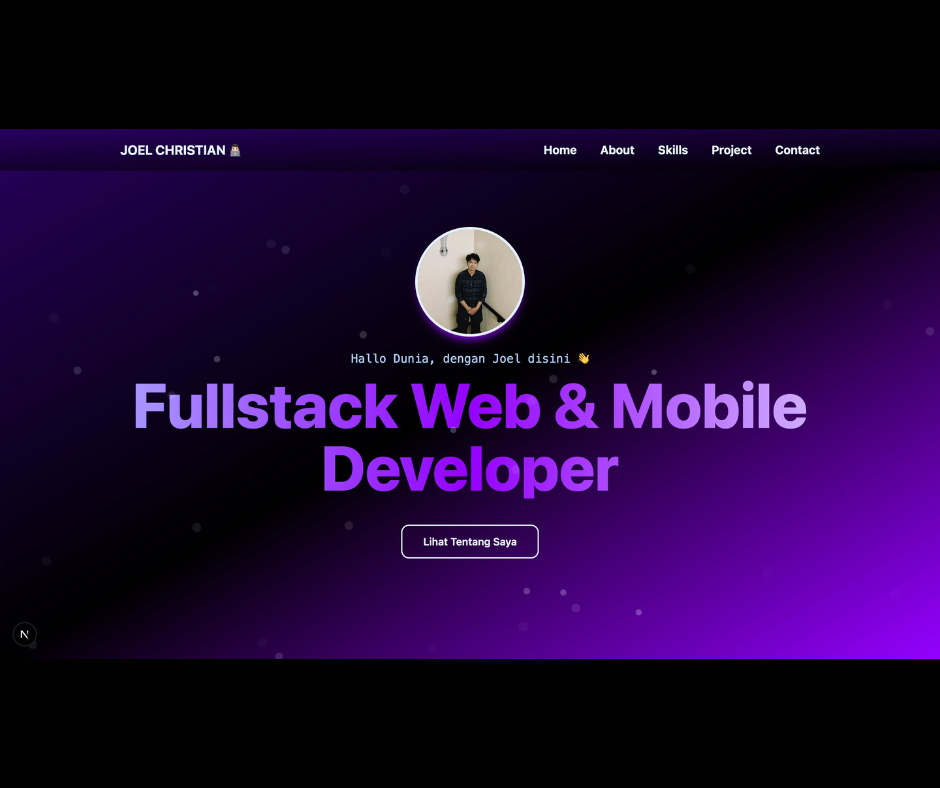 JOEL CHRISTIAN 👨🏻‍💻
Home About Skills Project Contact
Hallo Dunia, dengan Joel disini 👋
Fullstack Web & Mobile
Developer
Lihat Tentang Saya
N